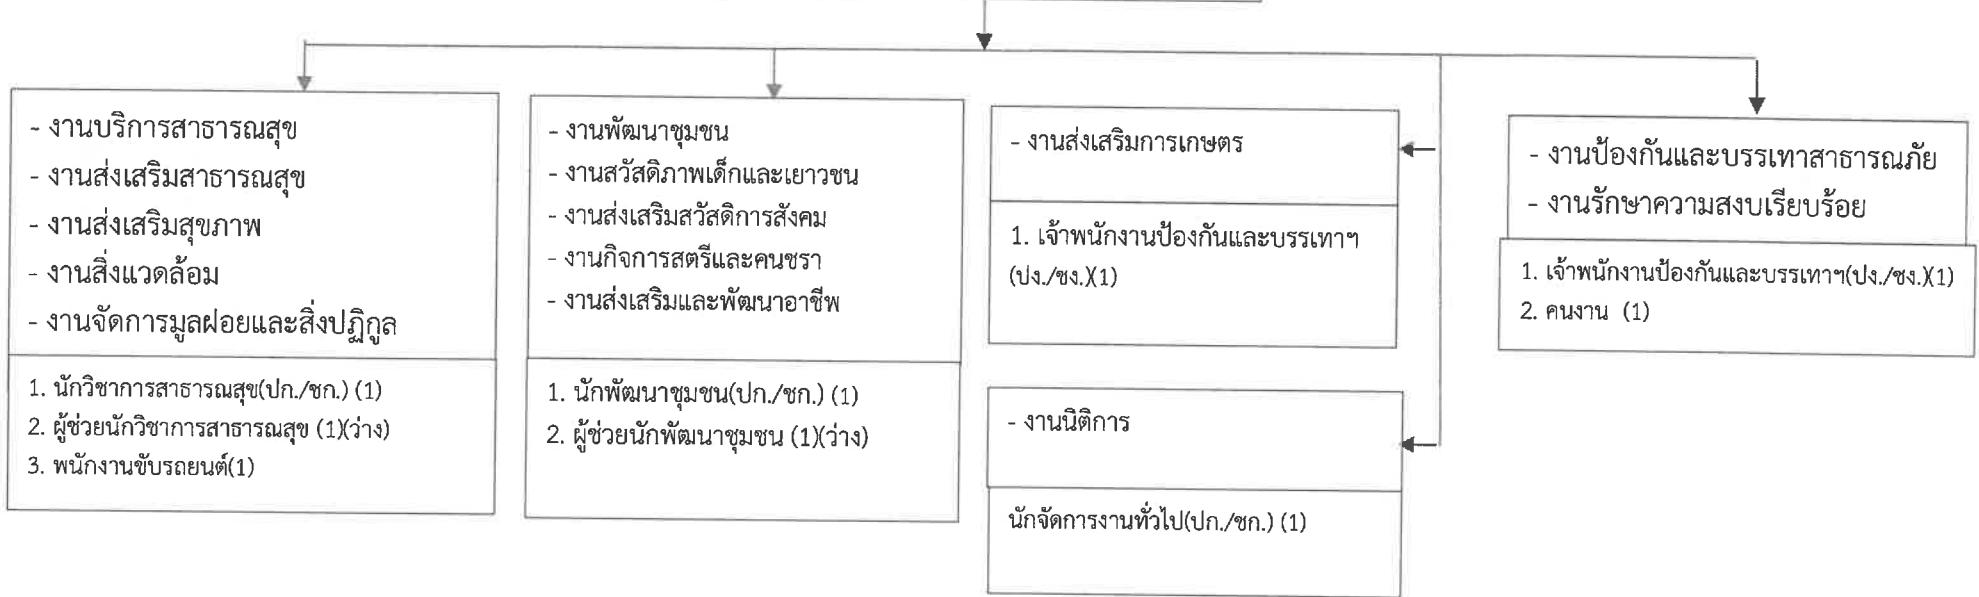 - งานบริการสาธารณสุข
- งานส่งเสริมสาธารณสุข
- งานส่งเสริมสุขภาพ
- งานสิ่งแวดล้อม
- งานจัดการมูลฝอยและสิ่งปฏิกูล
1. นักวิชาการสาธารณสุข(ปก./ชก.) (1)
2. ผู้ช่วยนักวิชาการสาธารณสุข (1)(ว่าง)
3. พนักงานขับรถยนต์(1)
- งานพัฒนาชุมชน
- งานสวัสดิภาพเด็กและเยาวชน
- งานส่งเสริมสวัสดิการสังคม
- งานกิจการสตรีและคนชรา
- งานส่งเสริมและพัฒนาอาชีพ
1. นักพัฒนาชุมชน(ปก./ชก.) (1)
2. ผู้ช่วยนักพัฒนาชุมชน (1)(ว่าง)
- งานส่งเสริมการเกษตร
1. เจ้าพนักงานป้องกันและบรรเทาฯ
(ปง./ชง.)(1)
- งานนิติการ
นักจัดการงานทั่วไป(ปก./ชก.) (1)
- งานป้องกันและบรรเทาสาธารณภัย
- งานรักษาความสงบเรียบร้อย
1. เจ้าพนักงานป้องกันและบรรเทาฯ(ปง./ชง.)(1)
2. คนงาน (1)